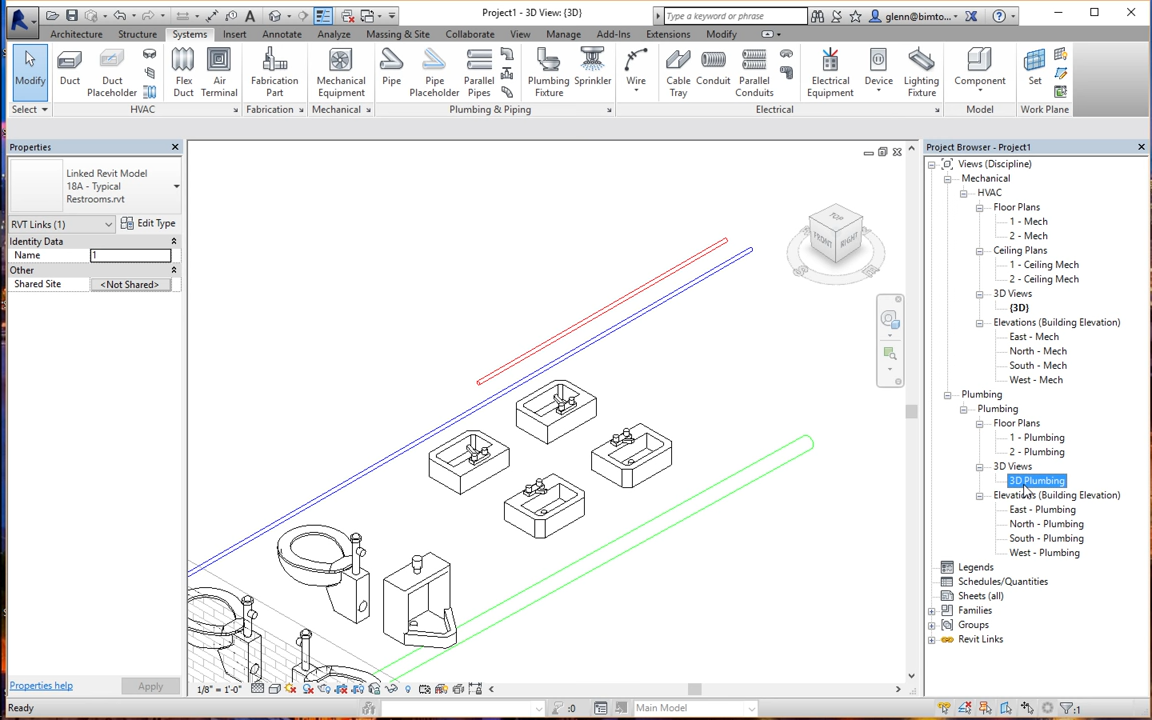 Project1 - 3D View: {3D}
Type a keyword or phrase
glenn@bimto...
Architecture
Structure
Systems
Insert
Annotate
Analyze
Massing & Site
Collaborate
View
Manage
Add-Ins
Extensions
Modify
Modify
Duct
Duct
Placeholder
Flex
Duct
Air
Terminal
Fabrication
Part
Mechanical
Equipment
Pipe
Pipe
Placeholder
Parallel
Pipes
Plumbing
Fixture
Sprinkler
Wire
Cable
Tray
Conduit
Parallel
Conduits
Electrical
Equipment
Device
Lighting
Fixture
Component
Set
Select
HVAC
Fabrication
Mechanical
Plumbing & Piping
Electrical
Model
Work Plane
Properties
Linked Revit Model
18A - Typical
Restrooms.rvt
RVT Links (1)
Edit Type
Identity Data
Name 1
Other
Shared Site <Not Shared>
Properties help
Apply
TOP
FRONT
RIGHT
1/8" = 1'-0"
Project Browser - Project1
Views (Discipline)
Mechanical
HVAC
Floor Plans
1 - Mech
2 - Mech
Ceiling Plans
1 - Ceiling Mech
2 - Ceiling Mech
3D Views
{3D}
Elevations (Building Elevation)
East - Mech
North - Mech
South - Mech
West - Mech
Plumbing
Plumbing
Floor Plans
1 - Plumbing
2 - Plumbing
3D Views
3D Plumbing
Elevations (Building Elevation)
East - Plumbing
North - Plumbing
South - Plumbing
West - Plumbing
Legends
Schedules/Quantities
Sheets (all)
Families
Groups
Revit Links
Ready
:0
Main Model
:1